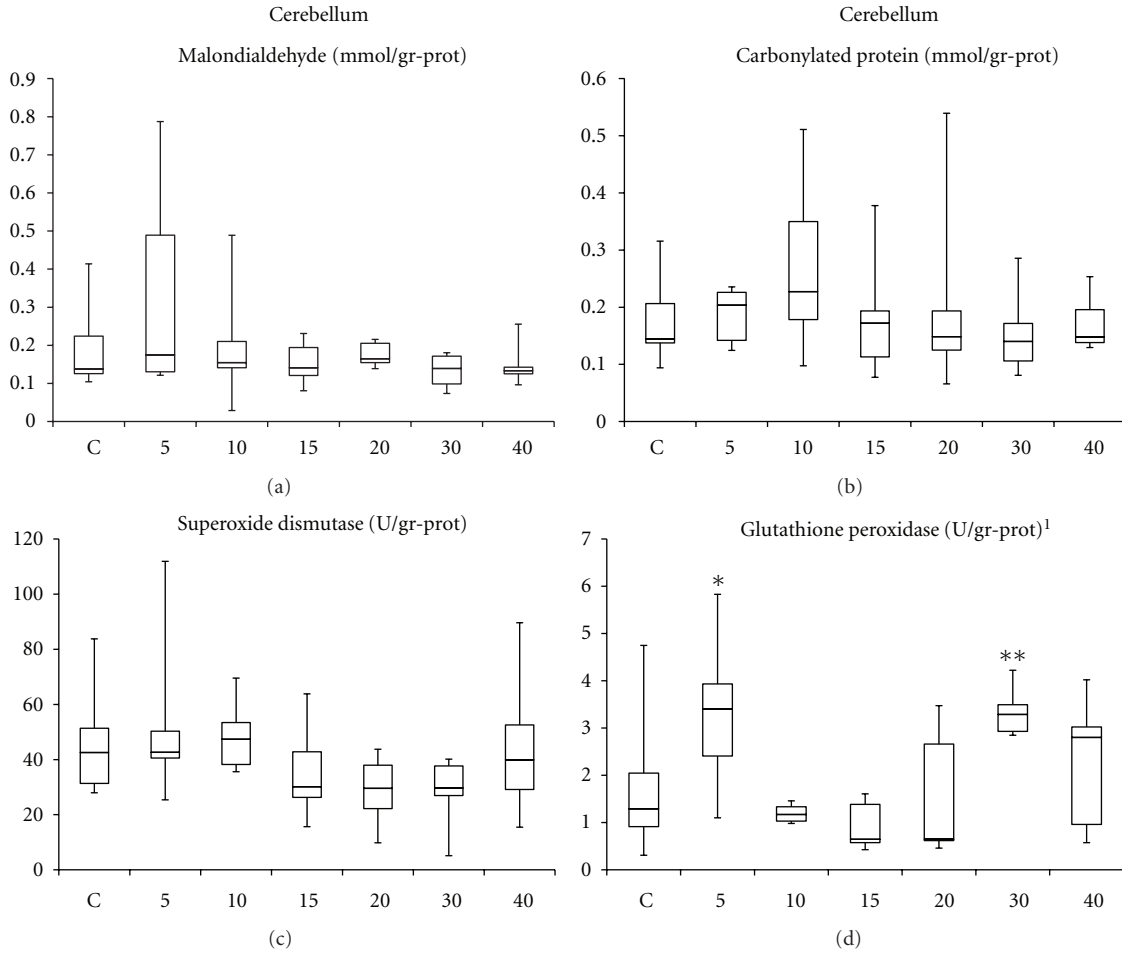 Cerebellum
Malondialdehyde (mmol/gr-prot)
0.9
0.8
0.7
0.6
0.5
0.4
0.3
0.2
0.1
0
C 5 10 15 20 30 40
(a)
Cerebellum
Carbonylated protein (mmol/gr-prot)
0.6
0.5
0.4
0.3
0.2
0.1
0
C 5 10 15 20 30 40
(b)
Superoxide dismutase (U/gr-prot)
120
100
80
60
40
20
0
C 5 10 15 20 30 40
(c)
Glutathione peroxidase (U/gr-prot)¹
7
6
5
4
3
2
1
0
*
**
C 5 10 15 20 30 40
(d)